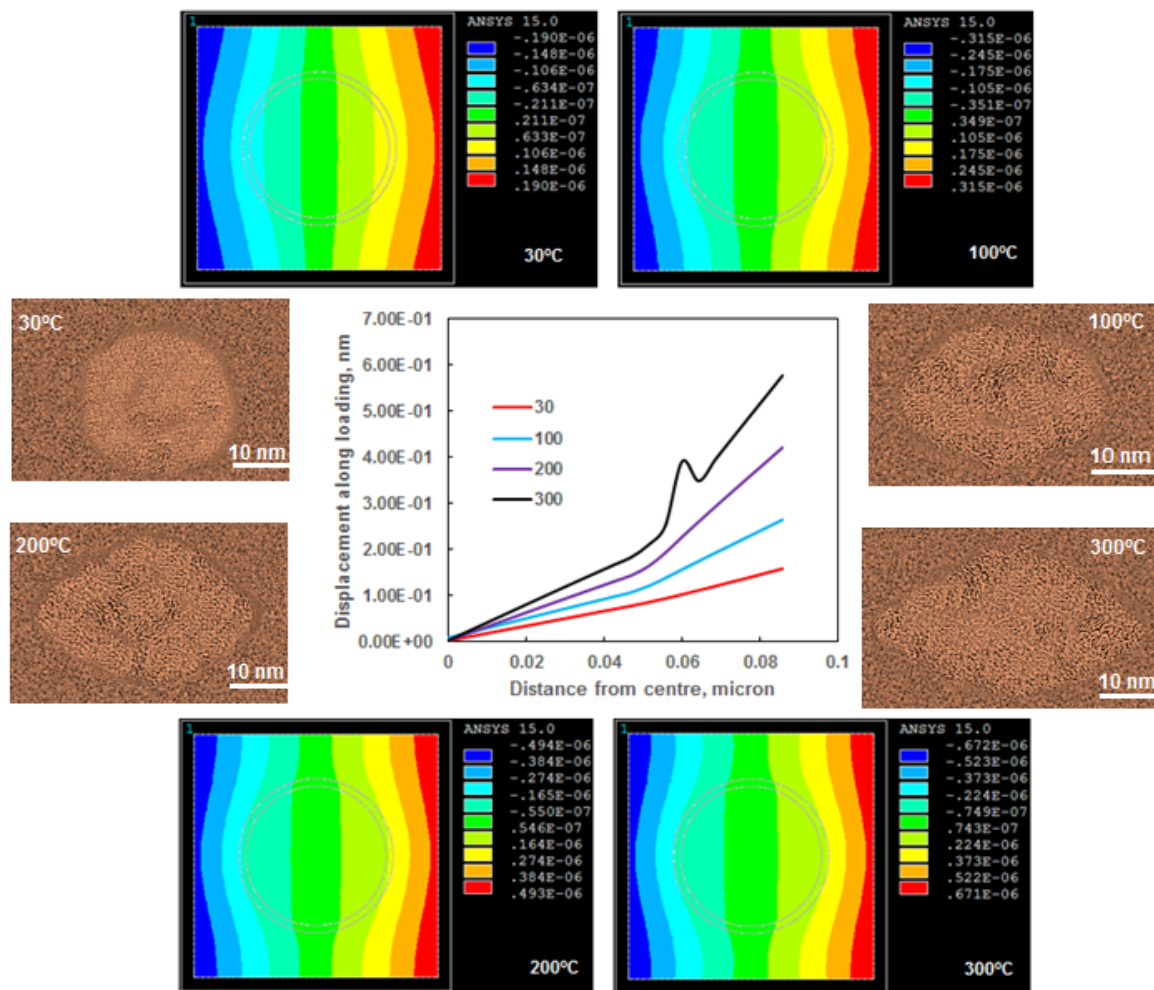 1
ANSYS 15.0
-.190E-06
-.148E-06
-.106E-06
-.634E-07
-.211E-07
.211E-07
.633E-07
.106E-06
.148E-06
.190E-06
30ºC
1
ANSYS 15.0
-.315E-06
-.245E-06
-.175E-06
-.105E-06
-.351E-07
.349E-07
.105E-06
.175E-06
.245E-06
.315E-06
100ºC
30ºC
10 nm
7.00E-01
6.00E-01
5.00E-01
4.00E-01
3.00E-01
2.00E-01
1.00E-01
0.00E+00
Displacement along loading, nm
30
100
200
300
0
0.02
0.04
0.06
0.08
0.1
Distance from centre, micron
100ºC
10 nm
200ºC
10 nm
300ºC
10 nm
1
ANSYS 15.0
-.494E-06
-.384E-06
-.274E-06
-.165E-06
-.550E-07
.546E-07
.164E-06
.274E-06
.384E-06
.493E-06
200ºC
1
ANSYS 15.0
-.672E-06
-.523E-06
-.373E-06
-.224E-06
-.749E-07
.743E-07
.224E-06
.373E-06
.522E-06
.671E-06
300ºC